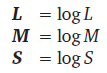 L = log L
M = log M
S = log S